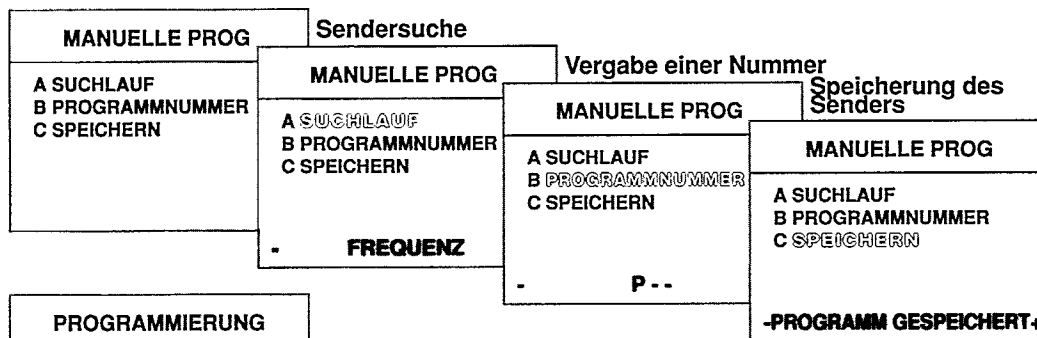 MANUELLE PROG
A SUCHLAUF
B PROGRAMMNUMMER
C SPEICHERN
Sendersuche
MANUELLE PROG
A SUCHLAUF
B PROGRAMMNUMMER
C SPEICHERN
- FREQUENZ
Vergabe einer Nummer
MANUELLE PROG
A SUCHLAUF
B PROGRAMMNUMMER
C SPEICHERN
- P - -
Speicherung des
Senders
MANUELLE PROG
A SUCHLAUF
B PROGRAMMNUMMER
C SPEICHERN
-PROGRAMM GESPEICHERT+
PROGRAMMIERUNG